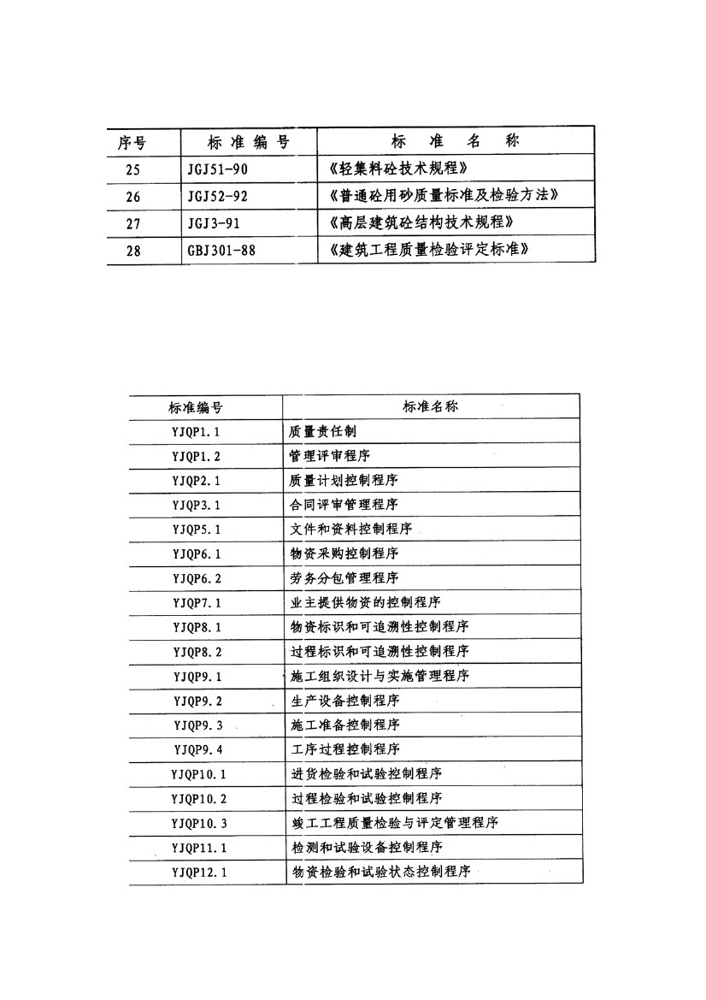 序号 标准编号 标准名称
25 JGJ51-90 《轻集料砼技术规程》
26 JGJ52-92 《普通砼用砂质量标准及检验方法》
27 JGJ3-91 《高层建筑砼结构技术规程》
28 GBJ301-88 《建筑工程质量检验评定标准》
标准编号 标准名称
YJQP1.1 质量责任制
YJQP1.2 管理评审程序
YJQP2.1 质量计划控制程序
YJQP3.1 合同评审管理程序
YJQP5.1 文件和资料控制程序
YJQP6.1 物资采购控制程序
YJQP6.2 劳务分包管理程序
YJQP7.1 业主提供物资的控制程序
YJQP8.1 物资标识和可追溯性控制程序
YJQP8.2 过程标识和可追溯性控制程序
YJQP9.1 施工组织设计与实施管理程序
YJQP9.2 生产设备控制程序
YJQP9.3 施工准备控制程序
YJQP9.4 工序过程控制程序
YJQP10.1 进货检验和试验控制程序
YJQP10.2 过程检验和试验控制程序
YJQP10.3 竣工工程质量检验与评定管理程序
YJQP11.1 检测和试验设备控制程序
YJQP12.1 物资检验和试验状态控制程序